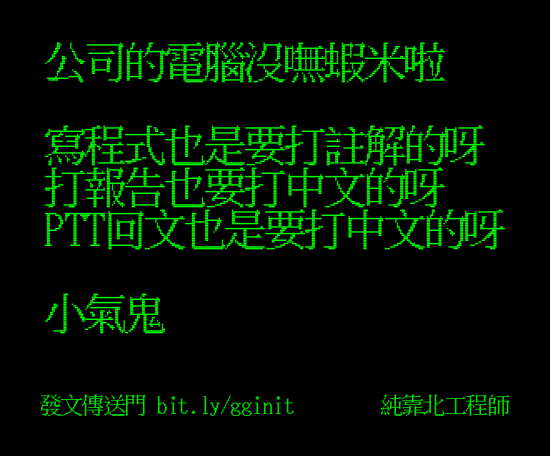 公司的電腦沒嘸蝦米啦
寫程式也是要打註解的呀
打報告也要打中文的呀
PTT回文也是要打中文的呀
小氣鬼
發文傳送門 bit.ly/gginit
純靠北工程師